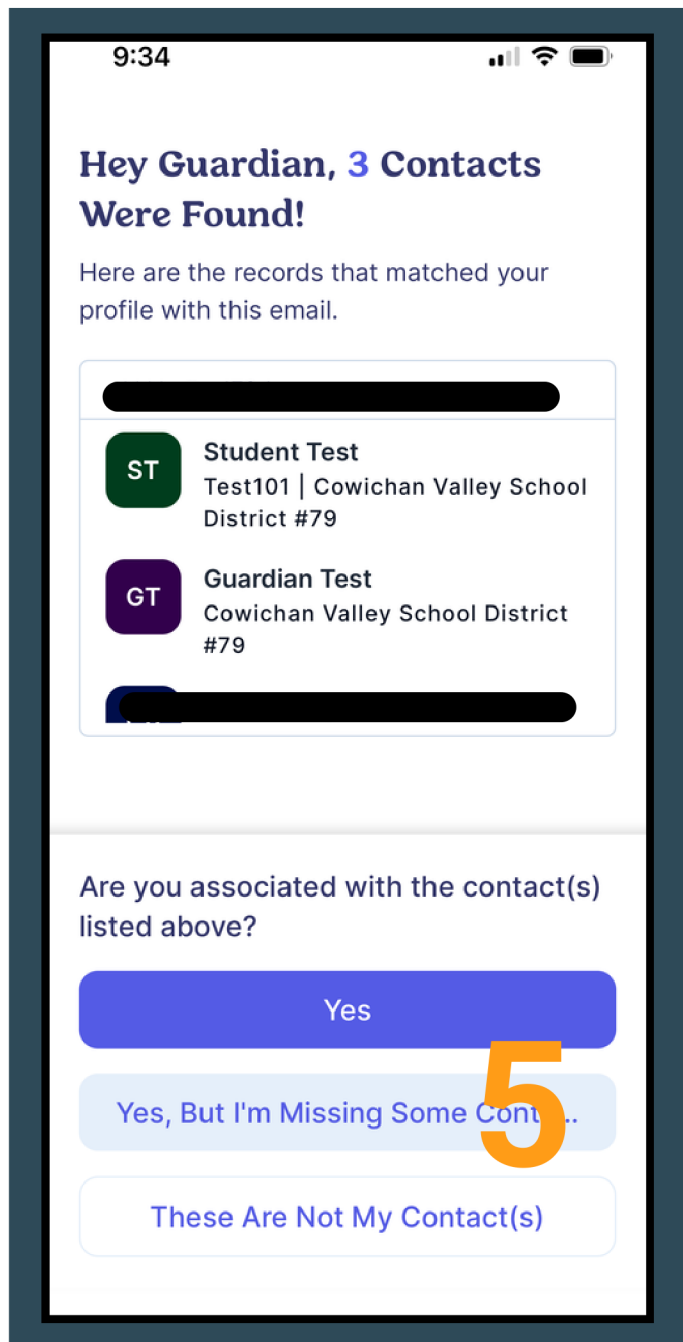 9:34
Hey Guardian, 3 Contacts
Were Found!
Here are the records that matched your
profile with this email.
ST
Student Test
Test101 | Cowichan Valley School
District #79
GT
Guardian Test
Cowichan Valley School District
#79
Are you associated with the contact(s)
listed above?
Yes
5
Yes, But I'm Missing Some Cont...
These Are Not My Contact(s)